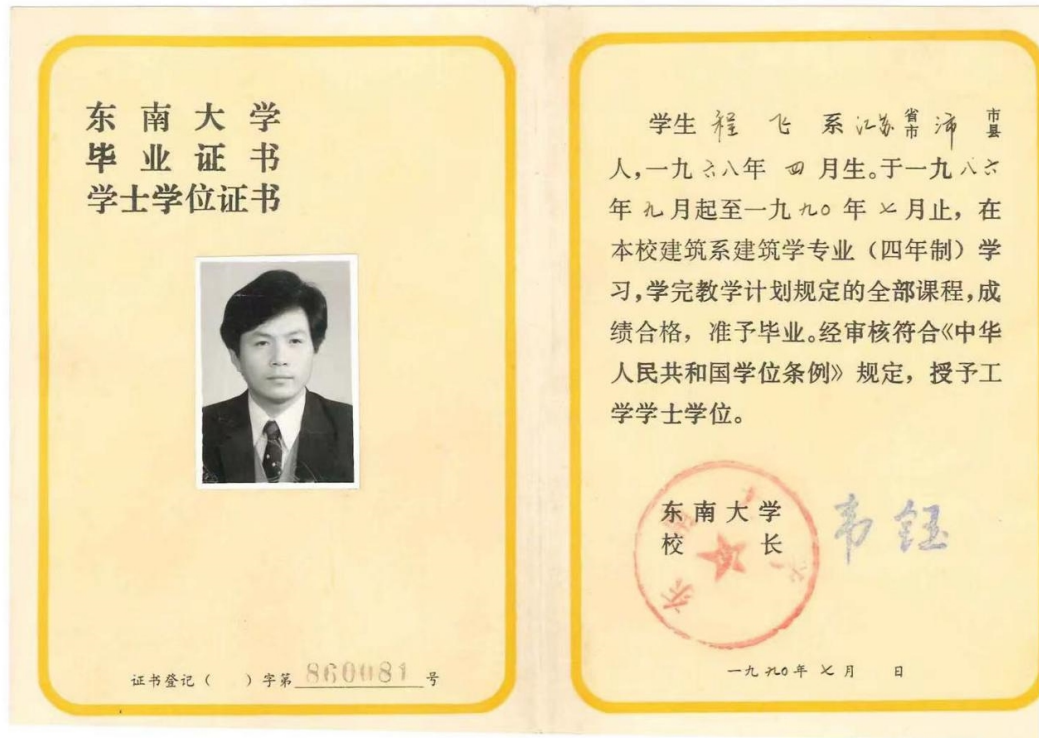 东南大学
毕业证书
学士学位证书
证书登记（ ）字第 860081 号
学生 程 飞 系 江苏 省市 沛 市县
人，一九六八年 四 月生。于一九八六
年 九 月起至一九九〇 年 七 月止，在
本校建筑系建筑学专业（四年制）学
习，学完教学计划规定的全部课程，成
绩合格，准予毕业。经审核符合《中华
人民共和国学位条例》规定，授予工
学学士学位。
东南大学
校长
韦钰
一九九〇年 七 月 日